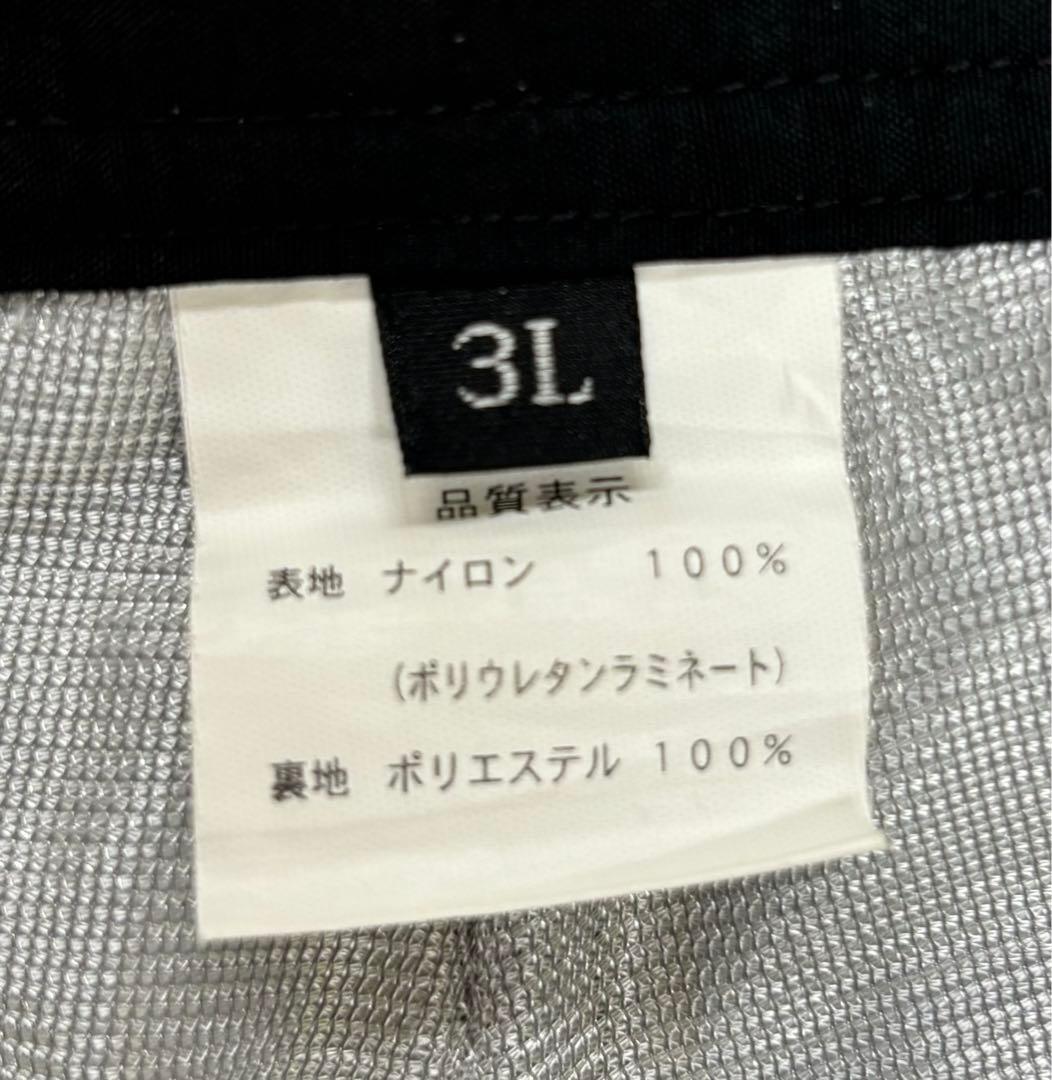 3L
品質表示
表地 ナイロン 100%
(ポリウレタンラミネート)
裏地 ポリエステル 100%